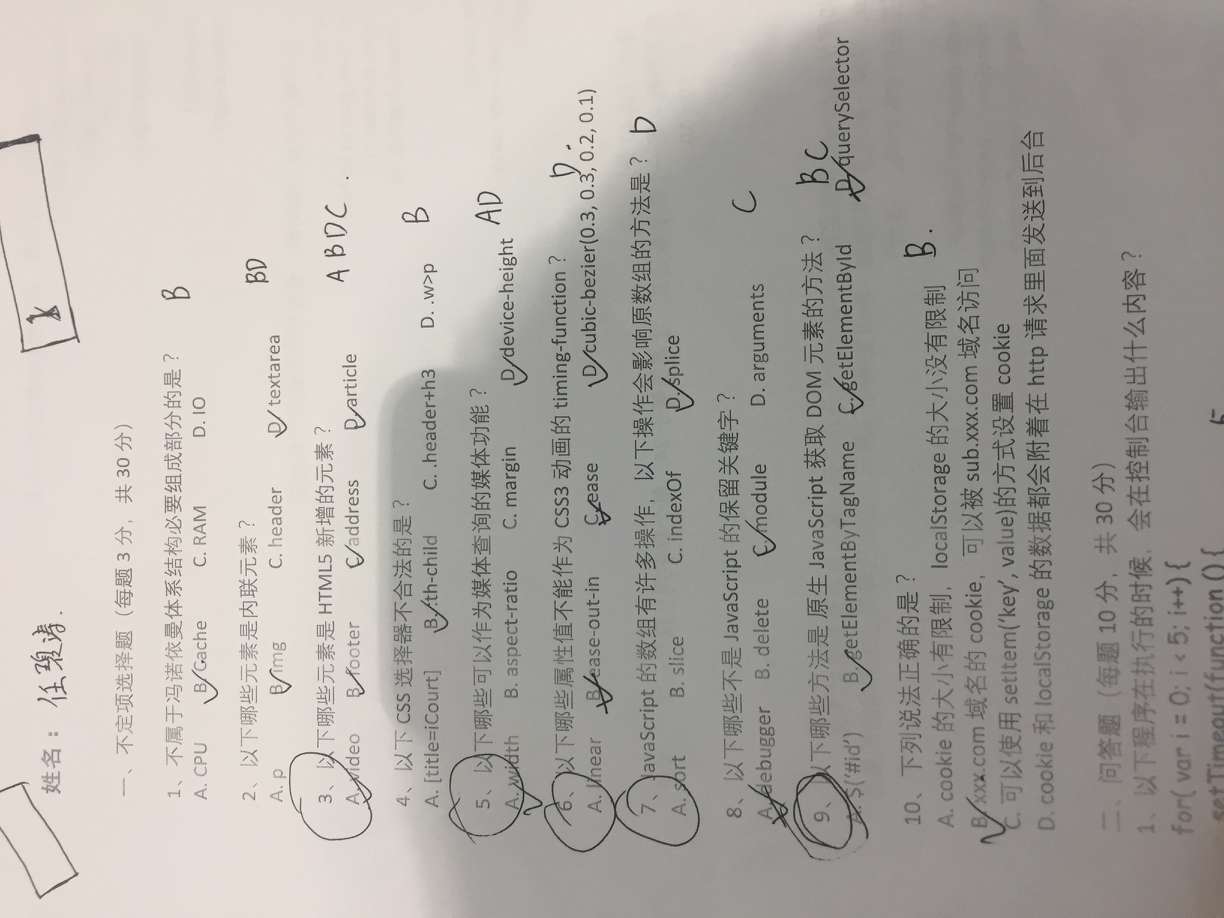 姓名： 任碧涛.
一、不定项选择题（每题 3 分，共 30 分）
1、不属于冯诺依曼体系结构必要组成部分的是？ B
A. CPU B. Cache C. RAM D. IO
2、以下哪些元素是内联元素？ BD
A. p B. img C. header D. textarea
3、以下哪些元素是 HTML5 新增的元素？ ABDC.
A. video B. footer C. address D. article
4、以下 CSS 选择器不合法的是？ B
A. [title=iCourt] B. :th-child C. .header+h3 D. .w>p
5、以下哪些可以作为媒体查询的媒体功能？ AD
A. width B. aspect-ratio C. margin D. device-height
6、以下哪些属性值不能作为 CSS3 动画的 timing-function？ D.
A. linear B. ease-out-in C. ease D. cubic-bezier(0.3, 0.3, 0.2, 0.1)
7、JavaScript 的数组有许多操作，以下操作会影响原数组的方法是？ D
A. sort B. slice C. indexOf D. splice
8、以下哪些不是 JavaScript 的保留关键字？ C
A. debugger B. delete C. module D. arguments
9、以下哪些方法是 原生 JavaScript 获取 DOM 元素的方法？ BC
A. $('#id') B. getElementByTagName C. getElementById D. querySelector
10、下列说法正确的是？ B.
A. cookie 的大小有限制，localStorage 的大小没有限制
B. xxx.com 域名的 cookie，可以被 sub.xxx.com 域名访问
C. 可以使用 setItem('key', value)的方式设置 cookie
D. cookie 和 localStorage 的数据都会附着在 http 请求里面发送到后台
二、问答题（每题 10 分，共 30 分）
1、以下程序在执行的时候，会在控制台输出什么内容？
for( var i = 0; i < 5; i++) {
setTimeout(function () {